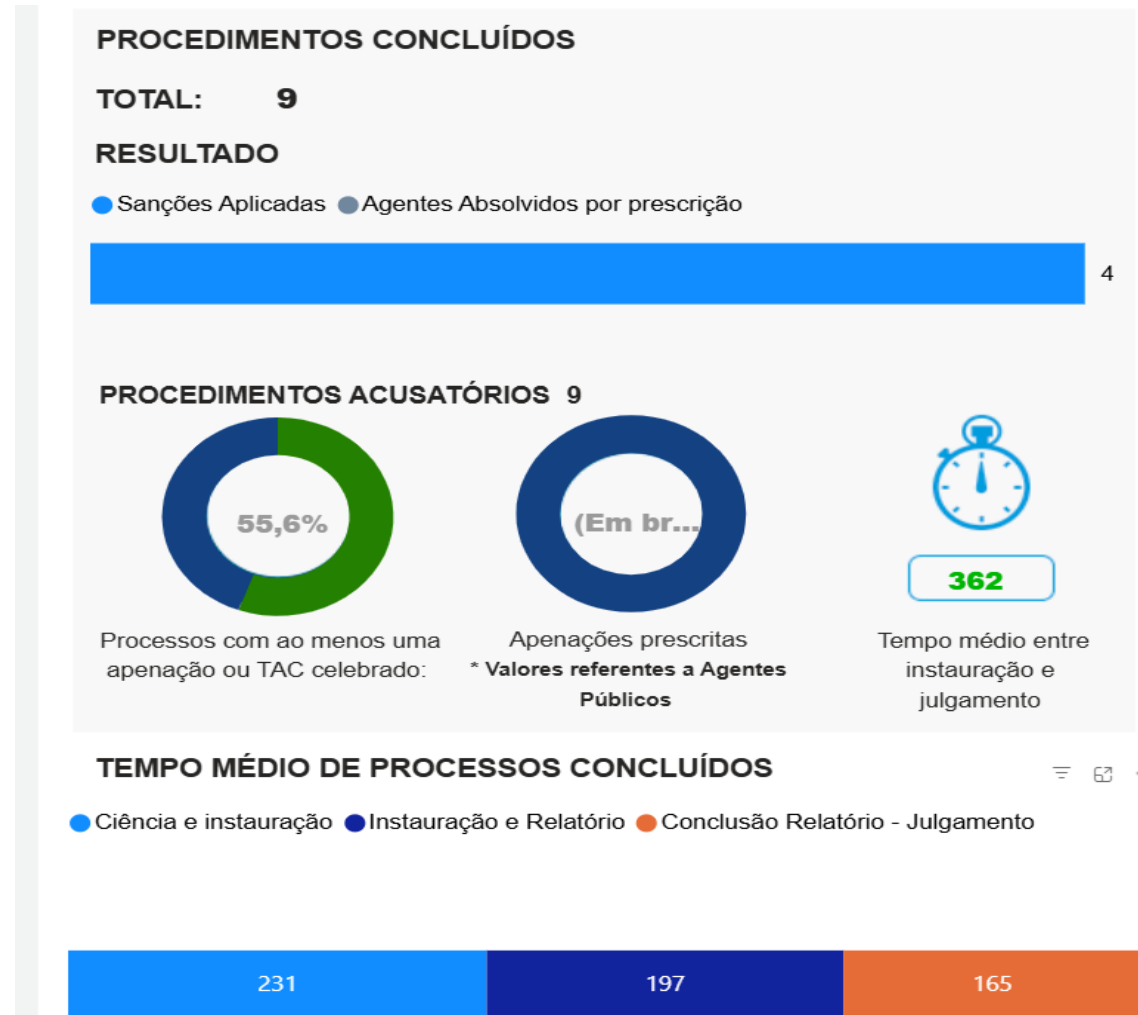 PROCEDIMENTOS CONCLUÍDOS
TOTAL: 9
RESULTADO
Sanções Aplicadas Agentes Absolvidos por prescrição
4
PROCEDIMENTOS ACUSATÓRIOS 9
55,6%
(Em br...
362
Processos com ao menos uma
apenação ou TAC celebrado:
Apenações prescritas
* Valores referentes a Agentes
Públicos
Tempo médio entre
instauração e
julgamento
TEMPO MÉDIO DE PROCESSOS CONCLUÍDOS
Ciência e instauração Instauração e Relatório Conclusão Relatório - Julgamento
231 197 165